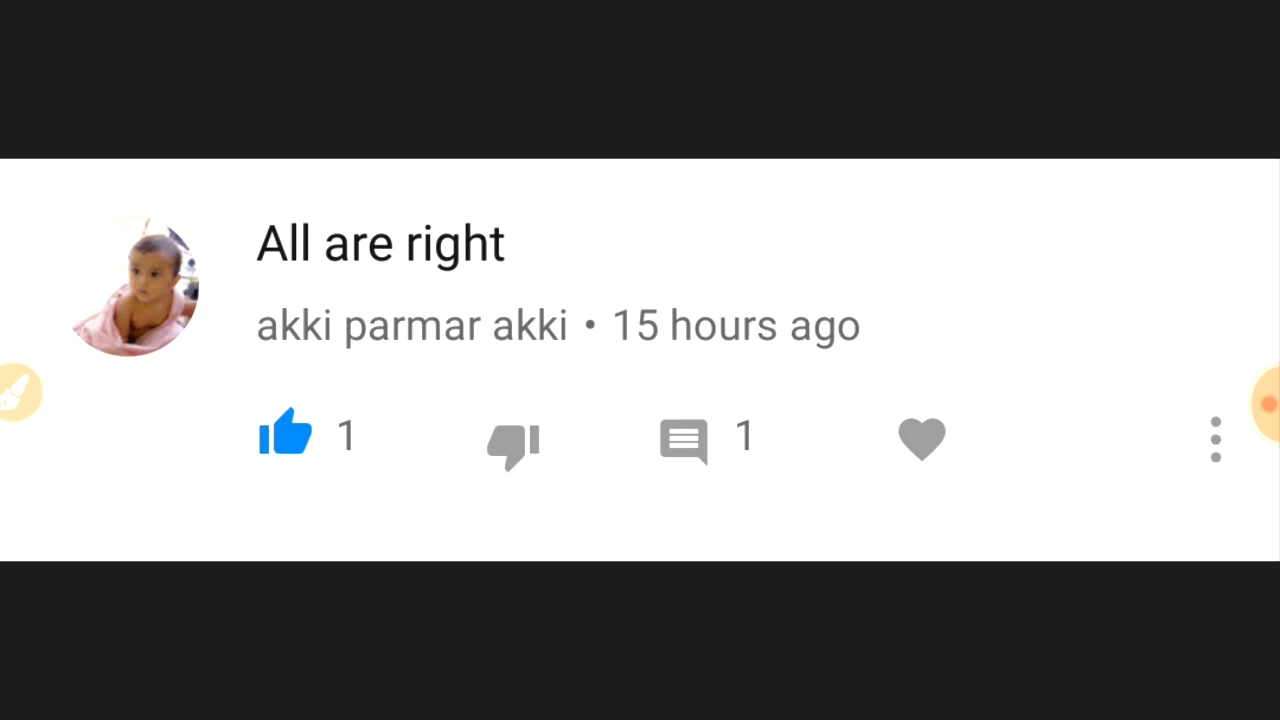 All are right
akki parmar akki • 15 hours ago
1 1